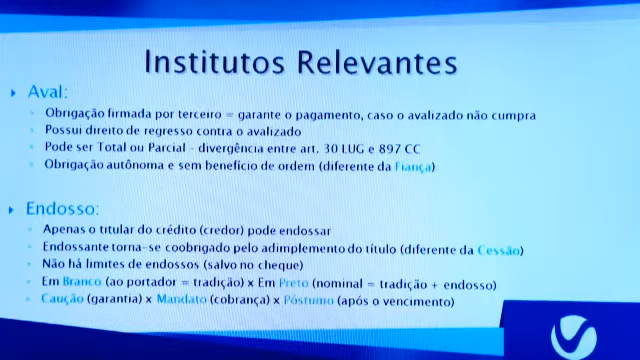 Institutos Relevantes
Aval:
Obrigação firmada por terceiro = garante o pagamento, caso o avalizado não cumpra
Possui direito de regresso contra o avalizado
Pode ser Total ou Parcial - divergência entre art. 30 LUG e 897 CC
Obrigação autônoma e sem benefício de ordem (diferente da Fiança)
Endosso:
Apenas o titular do crédito (credor) pode endossar
Endossante torna-se coobrigado pelo adimplemento do título (diferente da Cessão)
Não há limites de endossos (salvo no cheque)
Em Branco (ao portador = tradição) x Em Preto (nominal = tradição + endosso)
Caução (garantia) x Mandato (cobrança) x Póstumo (após o vencimento)